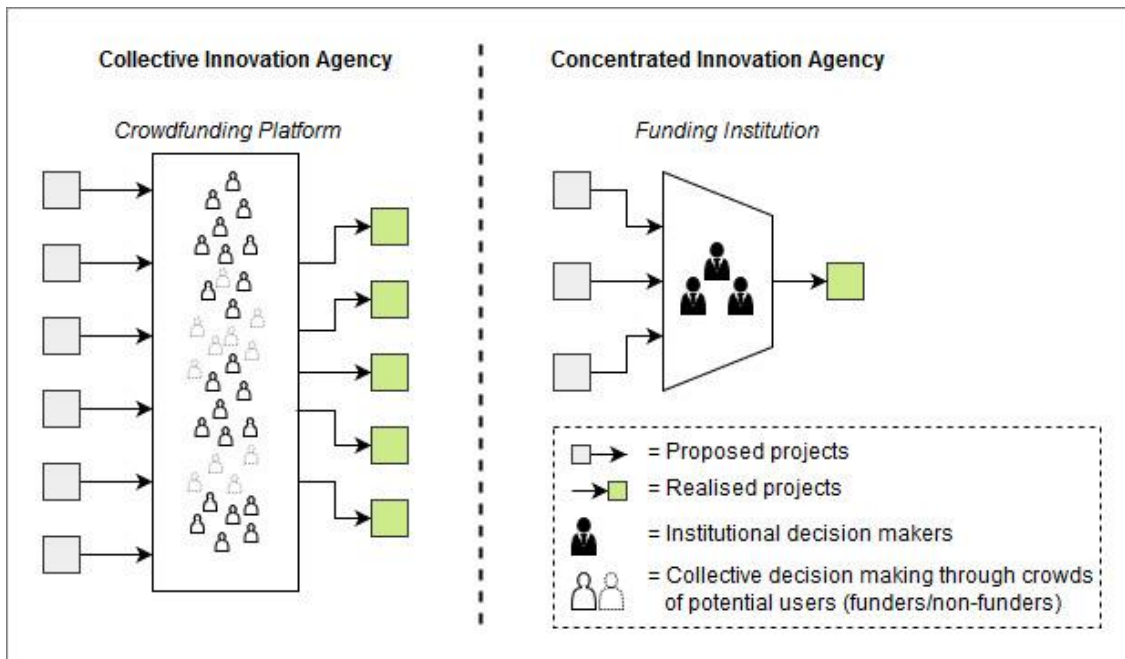 Collective Innovation Agency
Crowdfunding Platform
Concentrated Innovation Agency
Funding Institution
= Proposed projects
= Realised projects
= Institutional decision makers
= Collective decision making through crowds
of potential users (funders/non-funders)